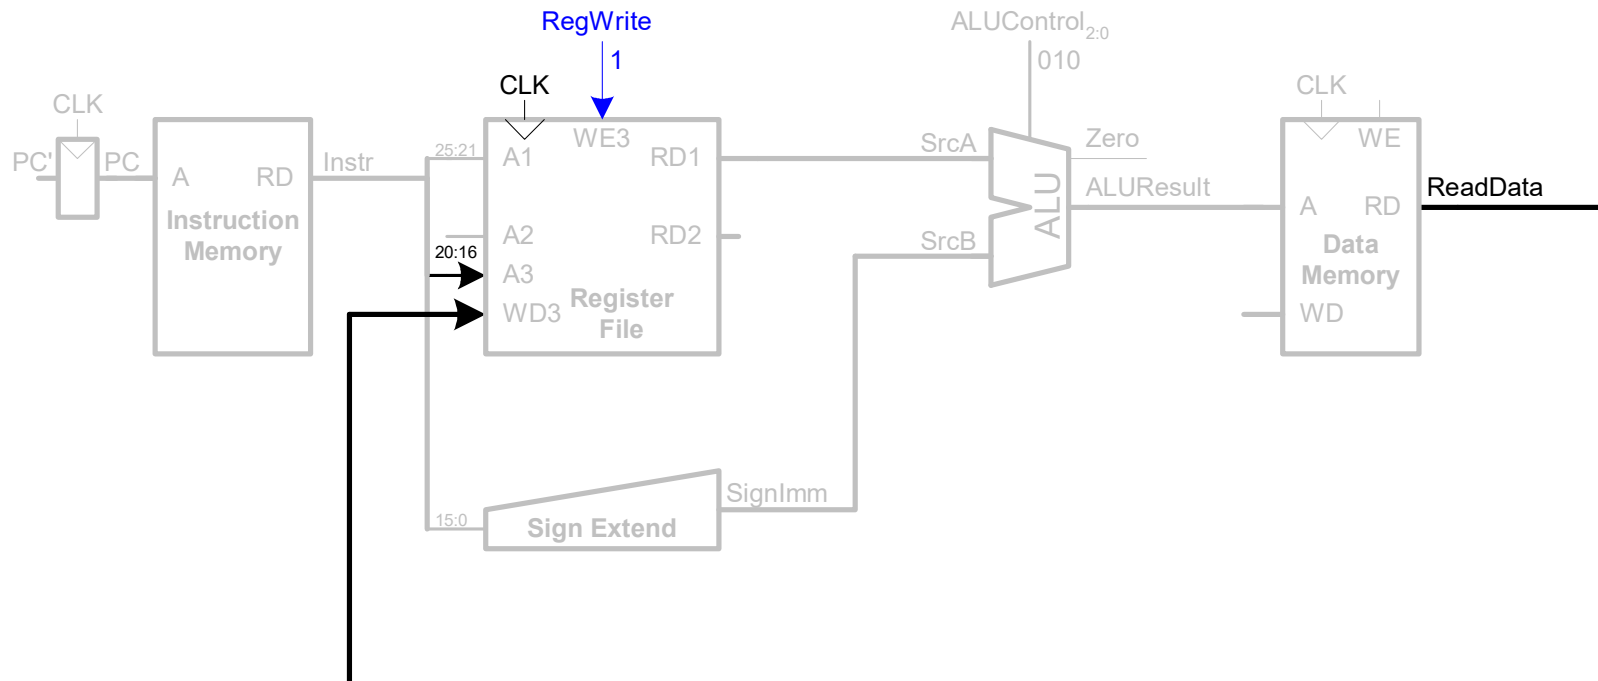 RegWrite
ALUControl2:0
1
010
CLK
CLK
CLK
PC'
PC
A
RD
Instr
Instruction
Memory
25:21
A1
WE3
RD1
A2
RD2
20:16
A3
WD3
Register
File
SrcA
SrcB
ALU
Zero
ALUResult
WE
A
RD
ReadData
Data
Memory
WD
15:0
Sign Extend
SignImm